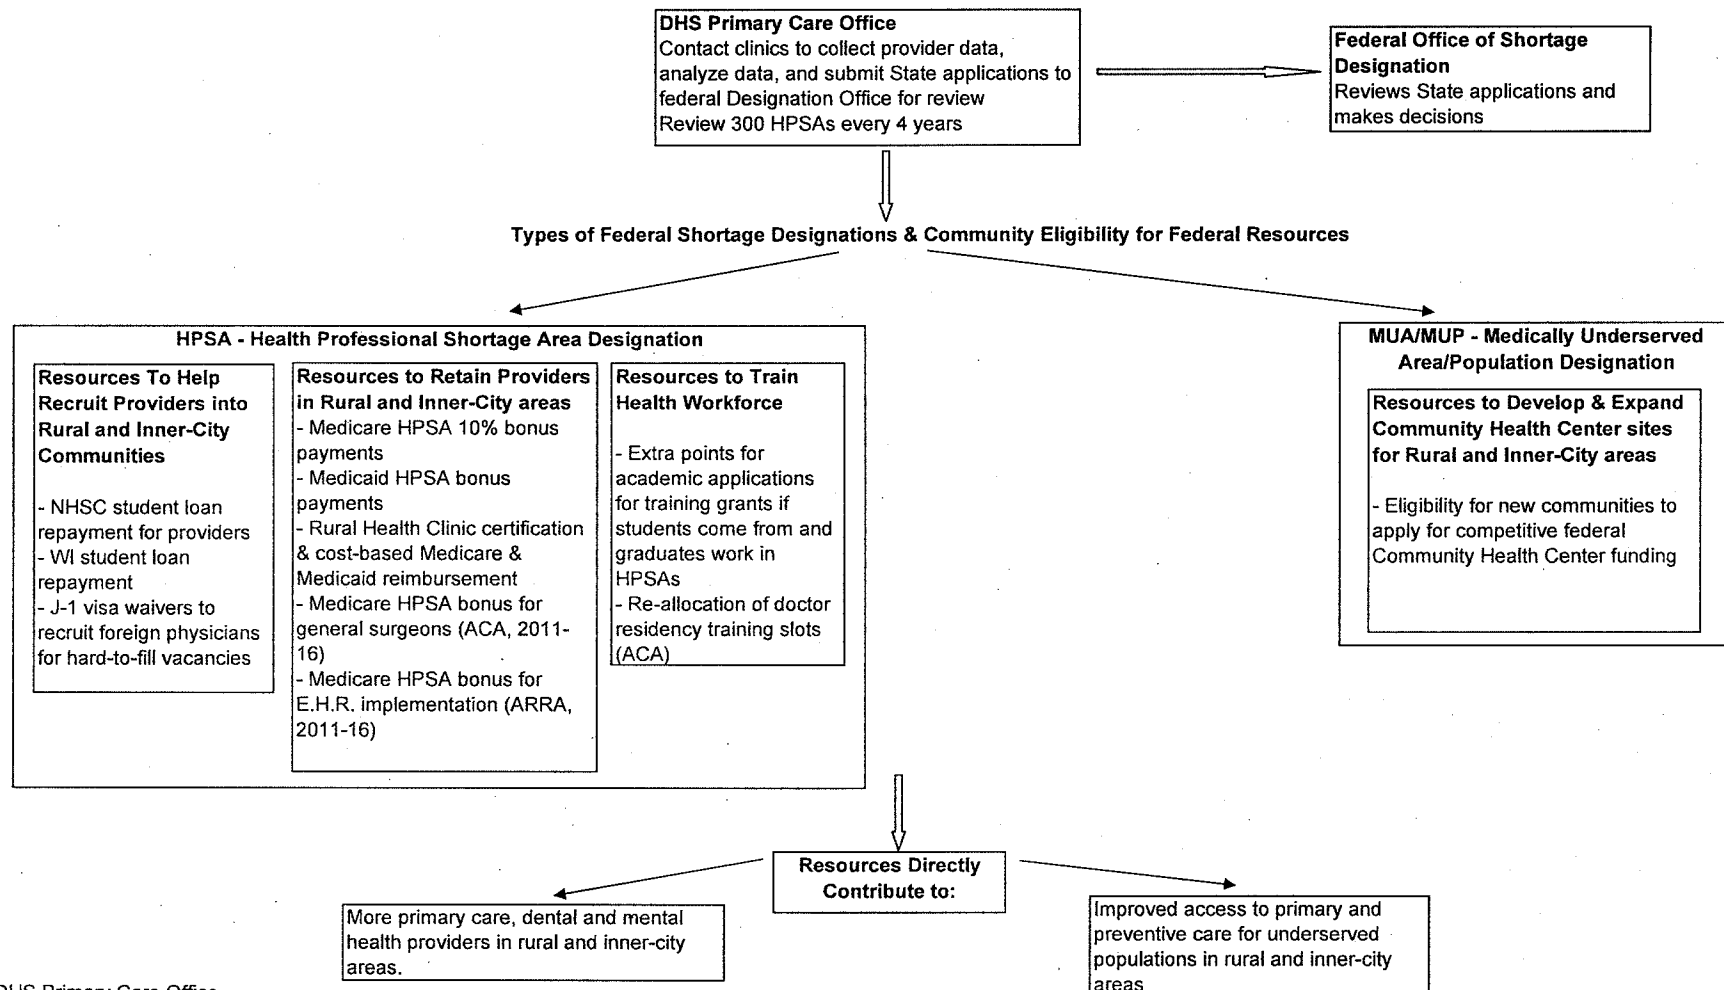 DHS Primary Care Office
Contact clinics to collect provider data,
analyze data, and submit State applications to
federal Designation Office for review
Review 300 HPSAs every 4 years
Federal Office of Shortage
Designation
Reviews State applications and
makes decisions
Types of Federal Shortage Designations & Community Eligibility for Federal Resources
HPSA - Health Professional Shortage Area Designation
Resources To Help
Recruit Providers into
Rural and Inner-City
Communities
- NHSC student loan
repayment for providers
- WI student loan
repayment
- J-1 visa waivers to
recruit foreign physicians
for hard-to-fill vacancies
Resources to Retain Providers
in Rural and Inner-City areas
- Medicare HPSA 10% bonus
payments
- Medicaid HPSA bonus
payments
- Rural Health Clinic certification
& cost-based Medicare &
Medicaid reimbursement
- Medicare HPSA bonus for
general surgeons (ACA, 2011-
16)
- Medicare HPSA bonus for
E.H.R. implementation (ARRA,
2011-16)
Resources to Train
Health Workforce
- Extra points for
academic applications
for training grants if
students come from and
graduates work in
HPSAs
- Re-allocation of doctor
residency training slots
(ACA)
MUA/MUP - Medically Underserved
Area/Population Designation
Resources to Develop & Expand
Community Health Center sites
for Rural and Inner-City areas
- Eligibility for new communities to
apply for competitive federal
Community Health Center funding
Resources Directly
Contribute to:
More primary care, dental and mental
health providers in rural and inner-city
areas.
Improved access to primary and
preventive care for underserved
populations in rural and inner-city
areas
DHS Primary Care Office